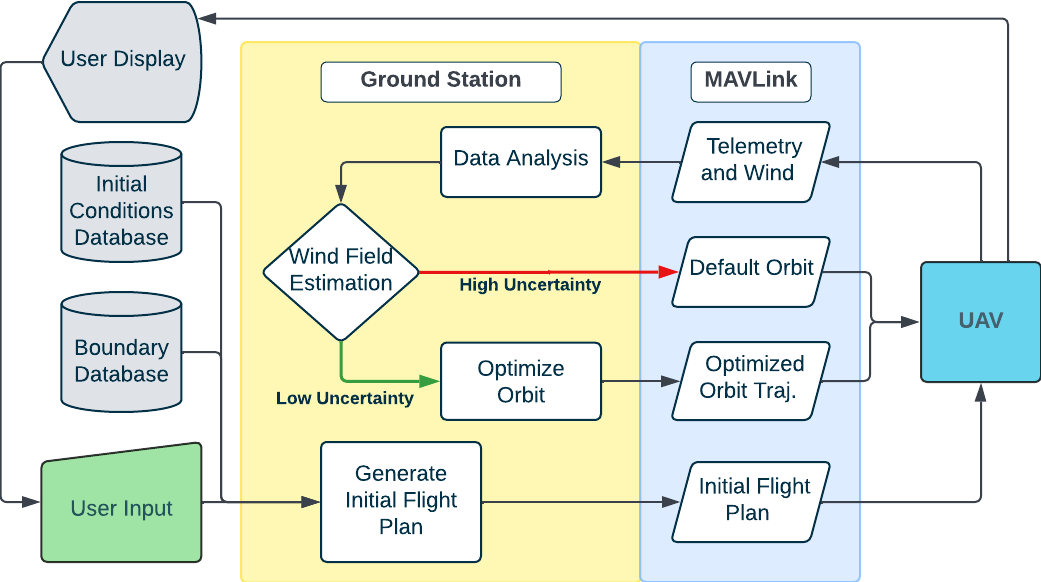 User Display
Ground Station
MAVLink
Data Analysis
Telemetry
and Wind
Initial
Conditions
Database
Wind Field
Estimation
High Uncertainty
Default Orbit
UAV
Boundary
Database
Low Uncertainty
Optimize
Orbit
Optimized
Orbit Traj.
User Input
Generate
Initial Flight
Plan
Initial Flight
Plan